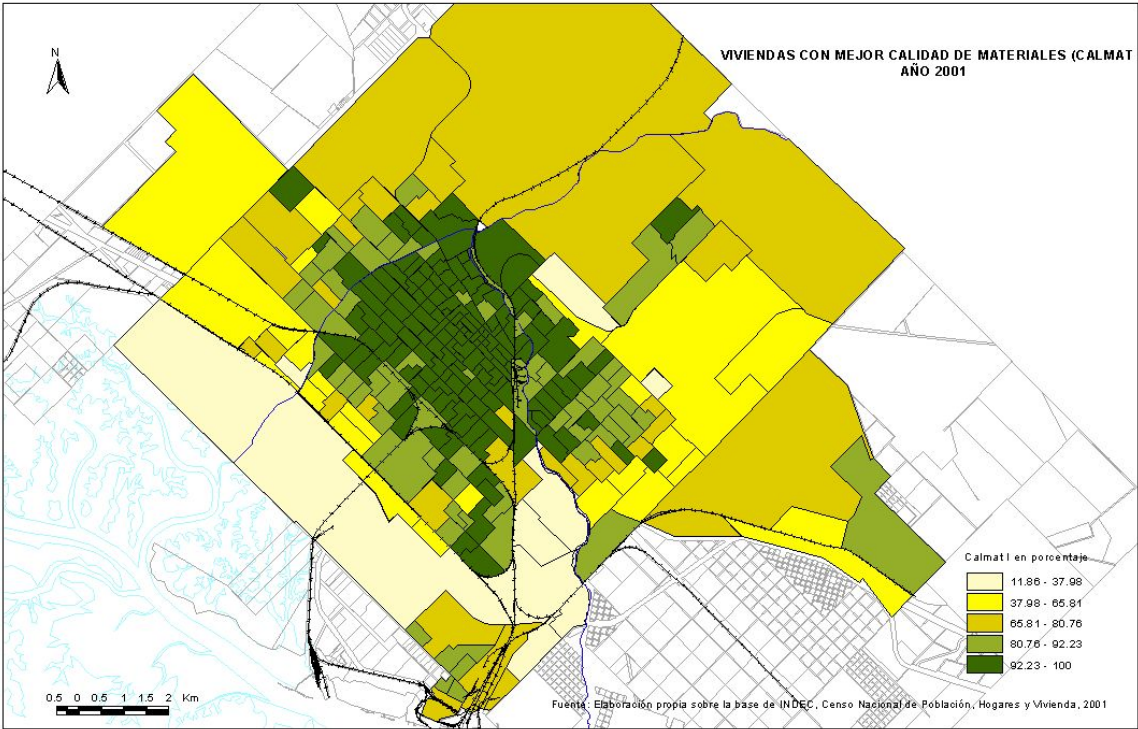 N
VIVIENDAS CON MEJOR CALIDAD DE MATERIALES (CALMAT
AÑO 2001
Calmat I en porcentaje
11.86 - 37.98
37.98 - 65.81
65.81 - 80.76
80.76 - 92.23
92.23 - 100
0.5 0 0.5 1 1.5 2 Km
Fuente: Elaboración propia sobre la base de INDEC, Censo Nacional de Población, Hogares y Vivienda, 2001